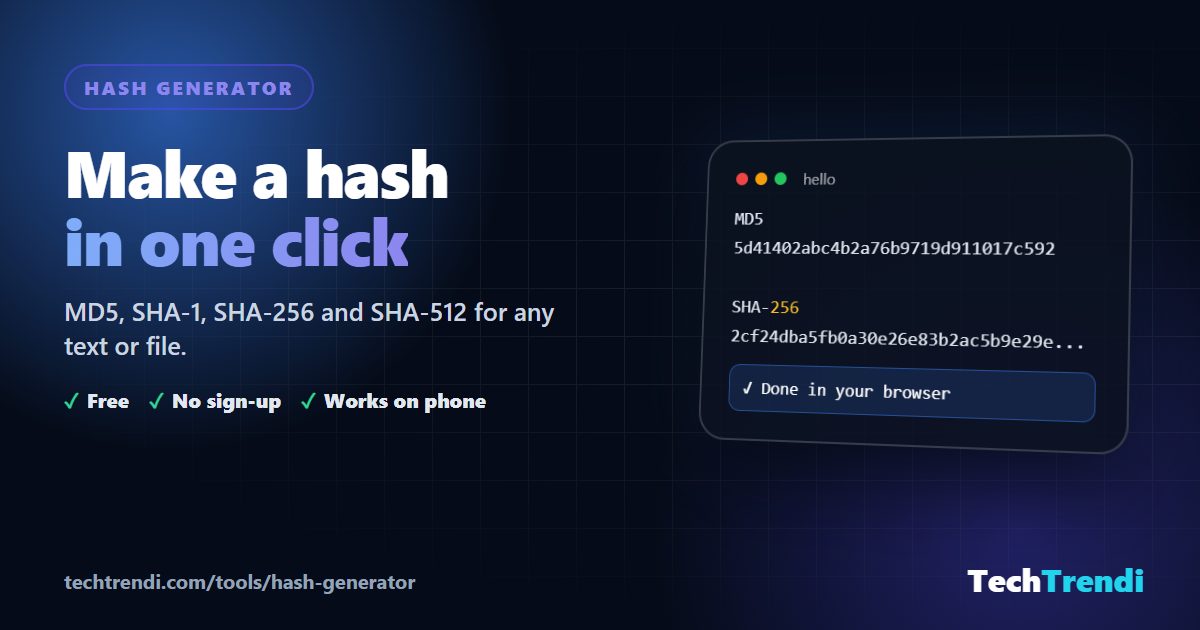 HASH GENERATOR
Make a hash
in one click
MD5, SHA-1, SHA-256 and SHA-512 for any
text or file.
✓ Free ✓ No sign-up ✓ Works on phone
hello
MD5
5d41402abc4b2a76b9719d911017c592
SHA-256
2cf24dba5fb0a30e26e83b2ac5b9e29e...
✓ Done in your browser
techtrendi.com/tools/hash-generator
TechTrendi